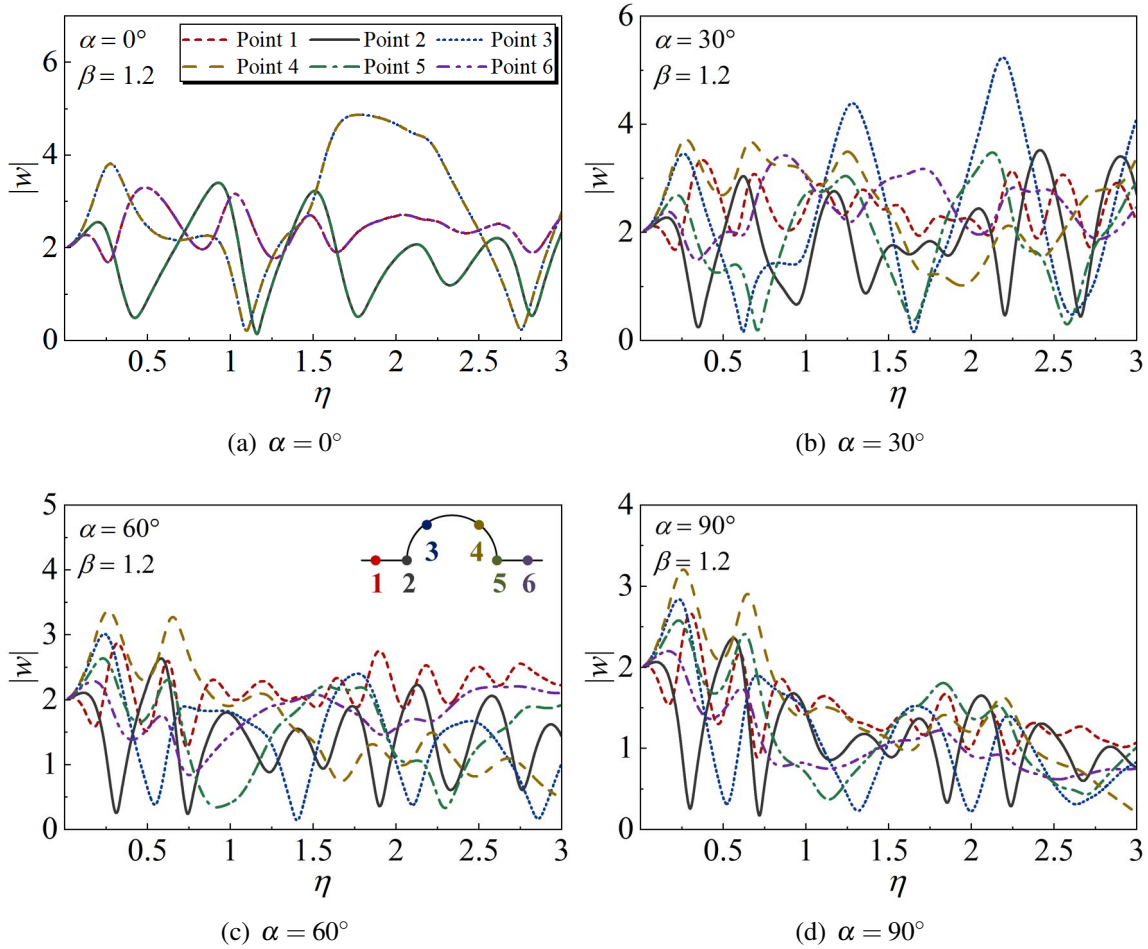 α = 0°
β = 1.2
Point 1 Point 2 Point 3
Point 4 Point 5 Point 6
|w|
6
4
2
0
0.5 1 1.5 2 2.5 3
η
(a) α = 0°
α = 30°
β = 1.2
|w|
6
4
2
0
0.5 1 1.5 2 2.5 3
η
(b) α = 30°
α = 60°
β = 1.2
1 2 3 4 5 6
|w|
5
4
3
2
1
0
0.5 1 1.5 2 2.5 3
η
(c) α = 60°
α = 90°
β = 1.2
|w|
4
3
2
1
0
0.5 1 1.5 2 2.5 3
η
(d) α = 90°